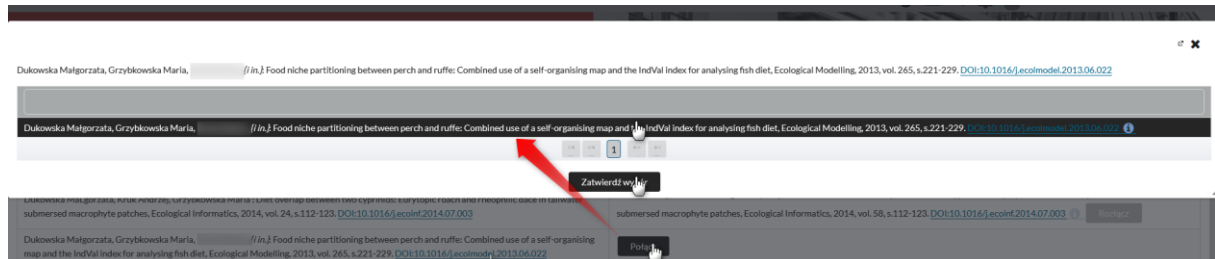 Dukowska Małgorzata, Grzybkowska Maria, [i in.]: Food niche partitioning between perch and ruffe: Combined use of a self-organising map and the IndVal index for analysing fish diet, Ecological Modelling, 2013, vol. 265, s.221-229. DOI:10.1016/j.ecolmodel.2013.06.022
Dukowska Małgorzata, Grzybkowska Maria, [i in.]: Food niche partitioning between perch and ruffe: Combined use of a self-organising map and the IndVal index for analysing fish diet, Ecological Modelling, 2013, vol. 265, s.221-229. DOI:10.1016/j.ecolmodel.2013.06.022
1
Zatwierdź wybór
Dukowska Małgorzata, Kruk Andrzej, Grzybkowska Maria : Diet overlap between two cyprinids: Eurytopic roach and rheophilic dace in tailwater
submersed macrophyte patches, Ecological Informatics, 2014, vol. 24, s.112-123. DOI:10.1016/j.ecoinf.2014.07.003
submersed macrophyte patches, Ecological Informatics, 2014, vol. 58, s.112-123. DOI:10.1016/j.ecoinf.2014.07.003 Rozłącz
Dukowska Małgorzata, Grzybkowska Maria, [i in.]: Food niche partitioning between perch and ruffe: Combined use of a self-organising
map and the IndVal index for analysing fish diet, Ecological Modelling, 2013, vol. 265, s.221-229. DOI:10.1016/j.ecolmodel.2013.06.022
Połącz